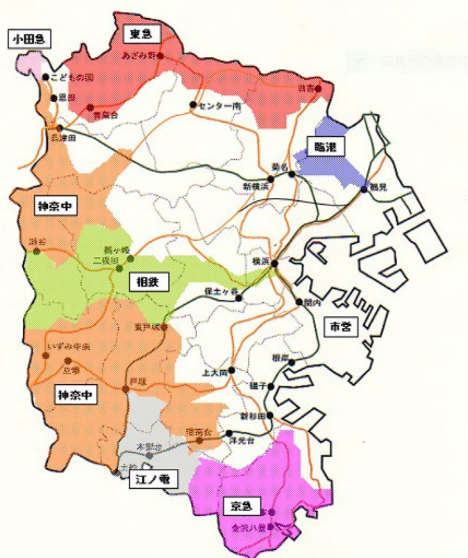 小田急
東急
こどもの国
あざみ野
恩田
青葉台
センター南
日吉
長津田
臨港
菊名
新横浜
鶴見
神奈中
鶴ヶ峰
二俣川
相鉄
横浜
保土ヶ谷
関内
東戸塚
市営
いずみ中央
立場
上大岡
根岸
磯子
神奈中
戸塚
新杉田
港南台
洋光台
本郷台
江ノ電
京急
金沢八景